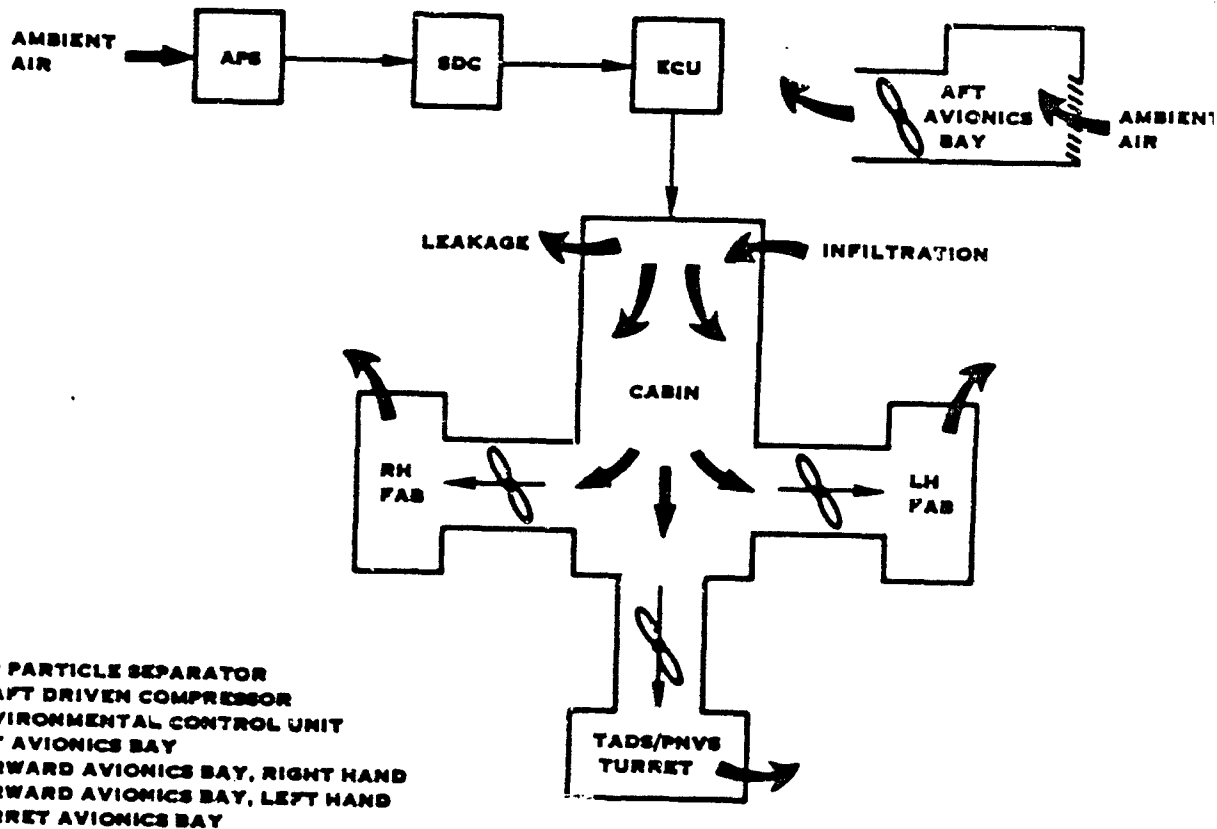 AMBIENT
AIR
APS
SDC
ECU
AFT
AVIONICS
BAY
AMBIENT
AIR
LEAKAGE
INFILTRATION
CABIN
RH
FAB
LH
FAB
TADS/PNVS
TURRET
PARTICLE SEPARATOR
AFT DRIVEN COMPRESSOR
VIRONMENTAL CONTROL UNIT
T AVIONICS BAY
RWARD AVIONICS BAY, RIGHT HAND
RWARD AVIONICS BAY, LEFT HAND
RRET AVIONICS BAY